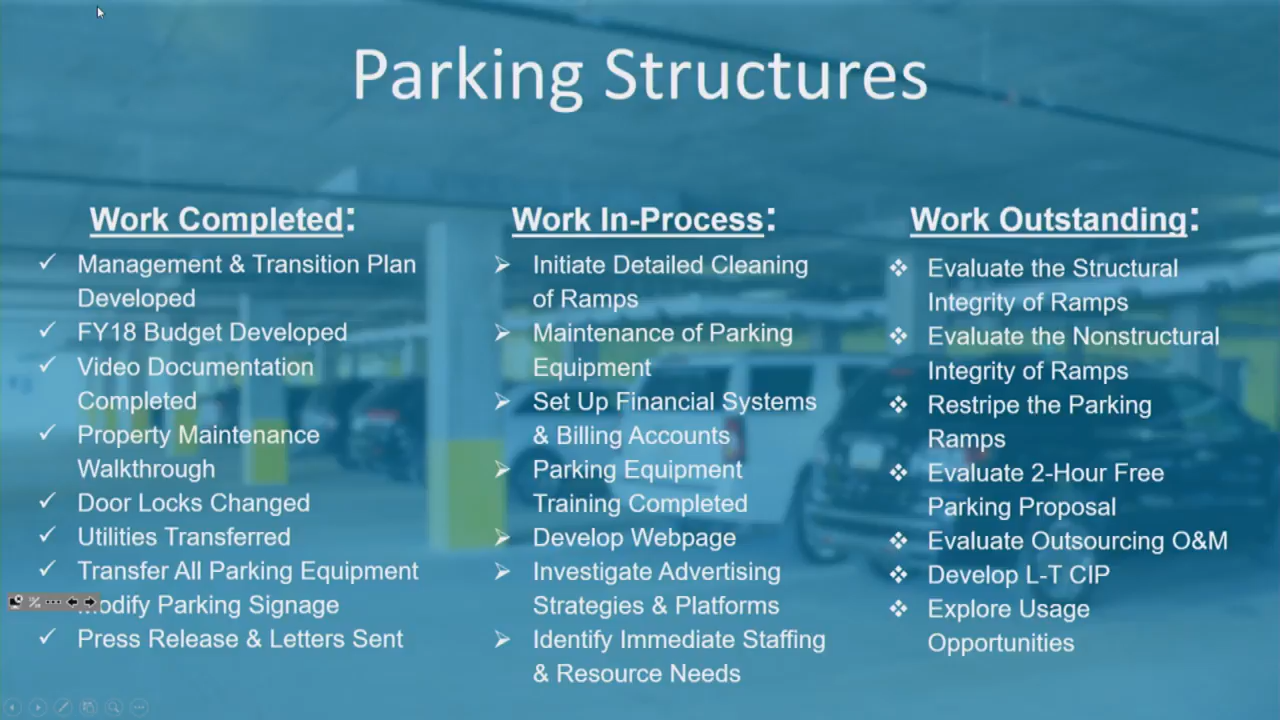 Parking Structures
Work Completed:
Management & Transition Plan
Developed
FY18 Budget Developed
Video Documentation
Completed
Property Maintenance
Walkthrough
Door Locks Changed
Utilities Transferred
Transfer All Parking Equipment
Modify Parking Signage
Press Release & Letters Sent
Work In-Process:
Initiate Detailed Cleaning
of Ramps
Maintenance of Parking
Equipment
Set Up Financial Systems
& Billing Accounts
Parking Equipment
Training Completed
Develop Webpage
Investigate Advertising
Strategies & Platforms
Identify Immediate Staffing
& Resource Needs
Work Outstanding:
Evaluate the Structural
Integrity of Ramps
Evaluate the Nonstructural
Integrity of Ramps
Restripe the Parking
Ramps
Evaluate 2-Hour Free
Parking Proposal
Evaluate Outsourcing O&M
Develop L-T CIP
Explore Usage
Opportunities